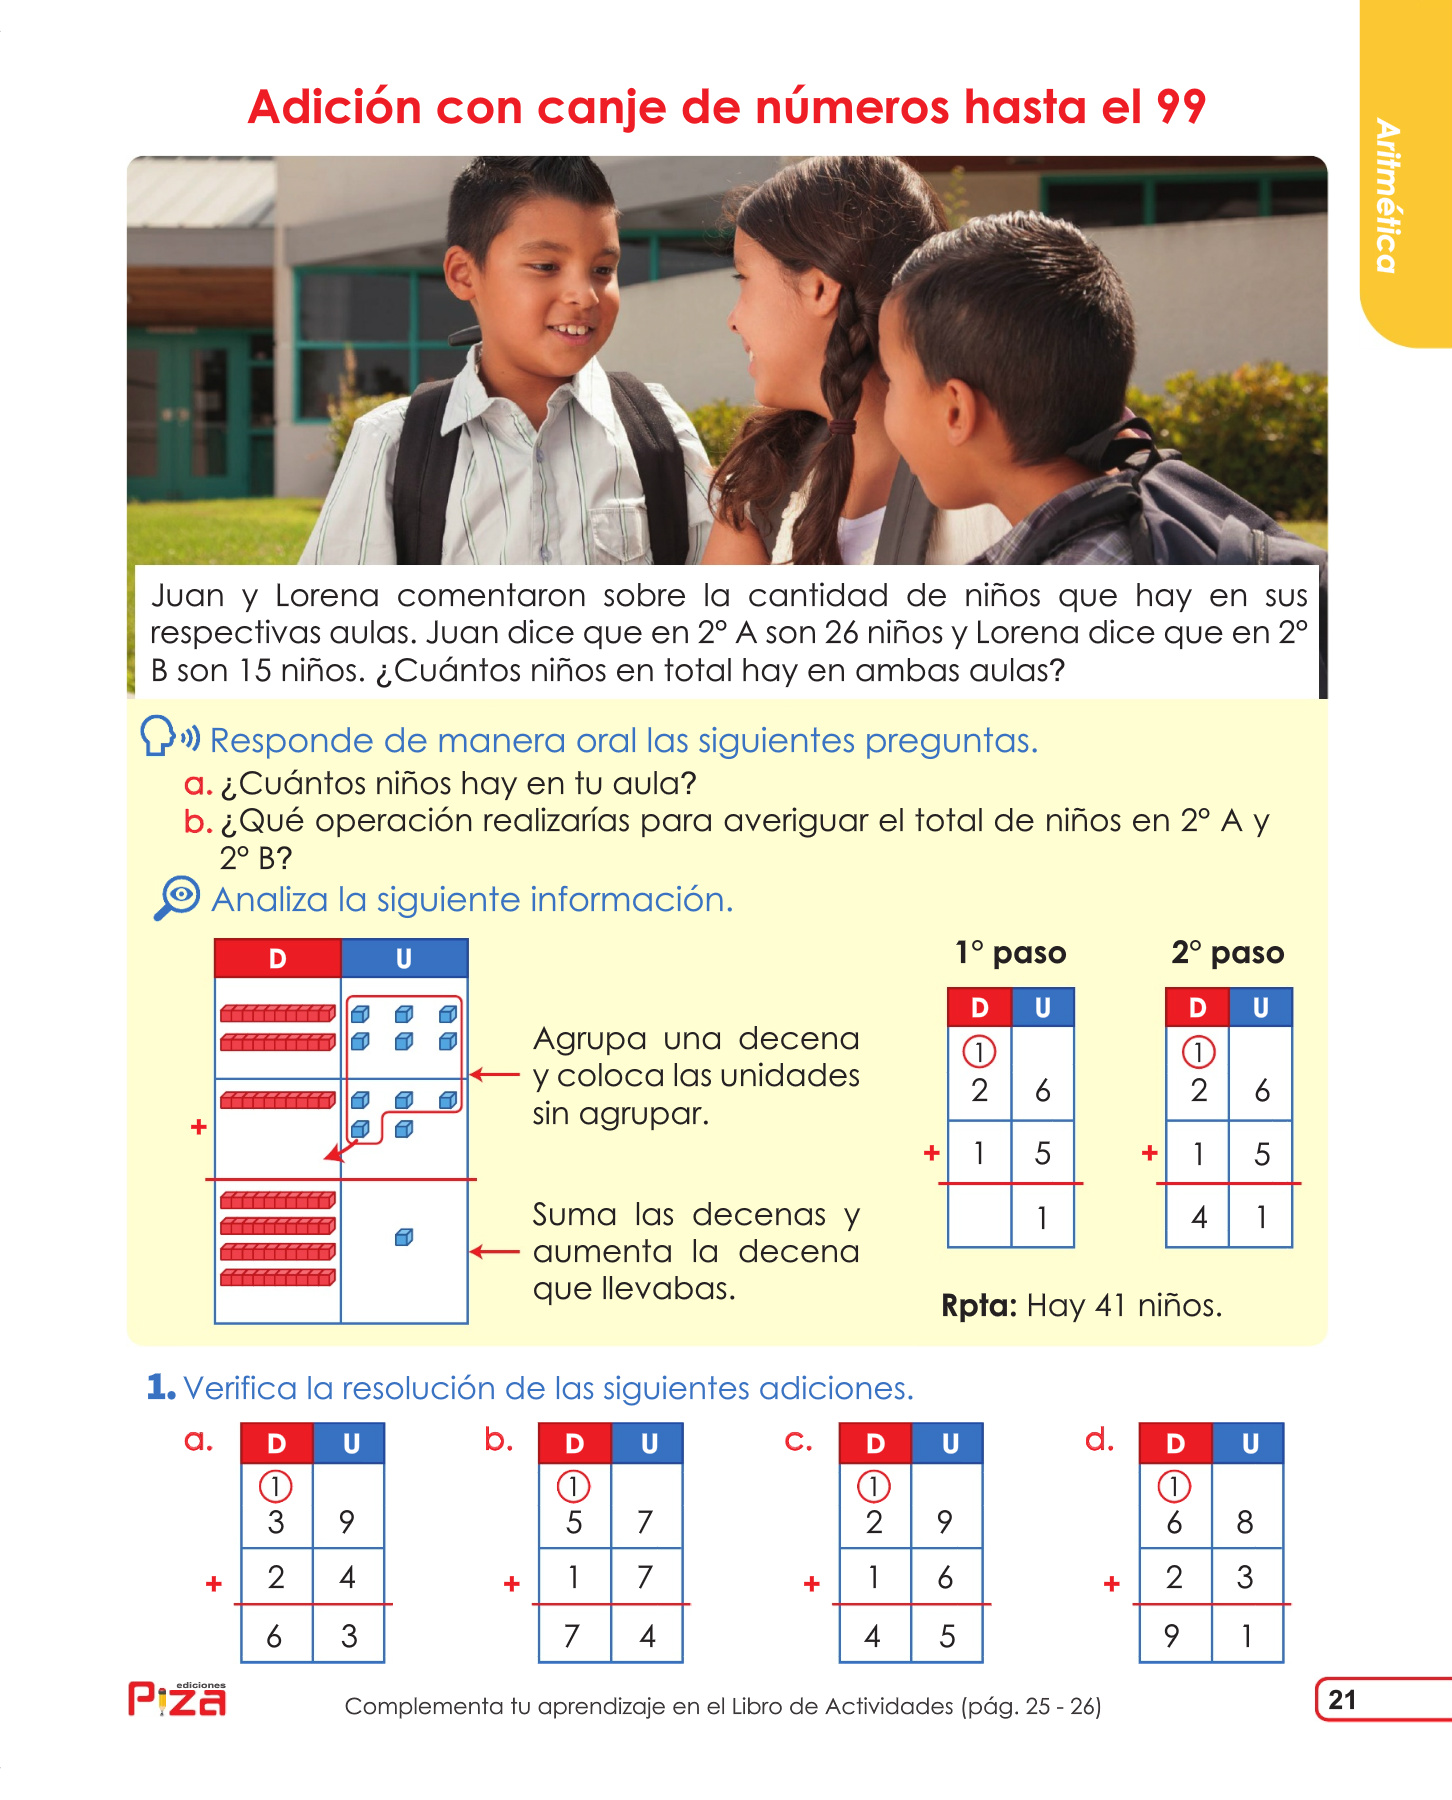 Aritmética
Adición con canje de números hasta el 99
Juan y Lorena comentaron sobre la cantidad de niños que hay en sus
respectivas aulas. Juan dice que en 2° A son 26 niños y Lorena dice que en 2°
B son 15 niños. ¿Cuántos niños en total hay en ambas aulas?
Responde de manera oral las siguientes preguntas.
a. ¿Cuántos niños hay en tu aula?
b. ¿Qué operación realizarías para averiguar el total de niños en 2° A y
2° B?
Analiza la siguiente información.
D U
+
Agrupa una decena
y coloca las unidades
sin agrupar.
Suma las decenas y
aumenta la decena
que llevabas.
1° paso
D U
1
2 6
+ 1 5
1
2° paso
D U
1
2 6
+ 1 5
4 1
Rpta: Hay 41 niños.
1. Verifica la resolución de las siguientes adiciones.
a.
D U
1
3 9
+ 2 4
6 3
b.
D U
1
5 7
+ 1 7
7 4
c.
D U
1
2 9
+ 1 6
4 5
d.
D U
1
6 8
+ 2 3
9 1
ediciones
Piza
Complementa tu aprendizaje en el Libro de Actividades (pág. 25 - 26)
21